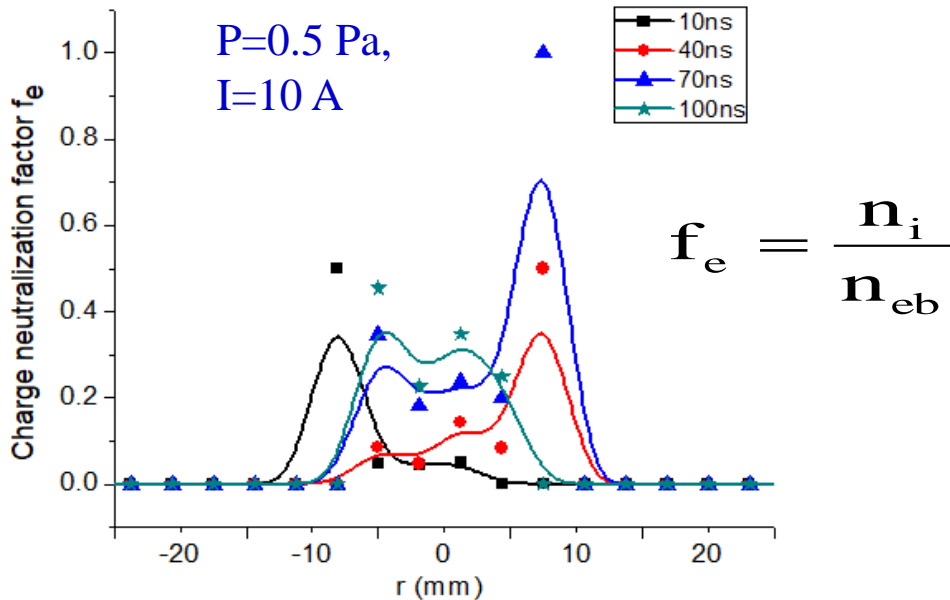 P=0.5 Pa,
I=10 A
10ns
40ns
70ns
100ns
Charge neutralization factor fe
1.0
0.8
0.6
0.4
0.2
0.0
-20
-10
0
10
20
r (mm)
fe = ni / neb